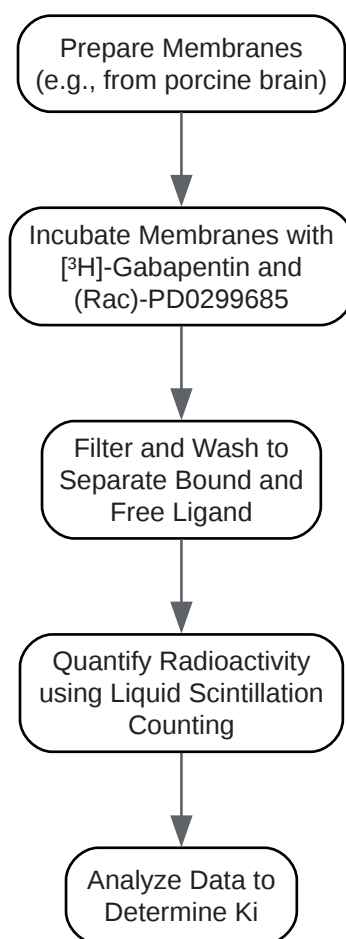 Prepare Membranes
(e.g., from porcine brain)
Incubate Membranes with
[³H]-Gabapentin and
(Rac)-PD0299685
Filter and Wash to
Separate Bound and
Free Ligand
Quantify Radioactivity
using Liquid Scintillation
Counting
Analyze Data to
Determine Ki